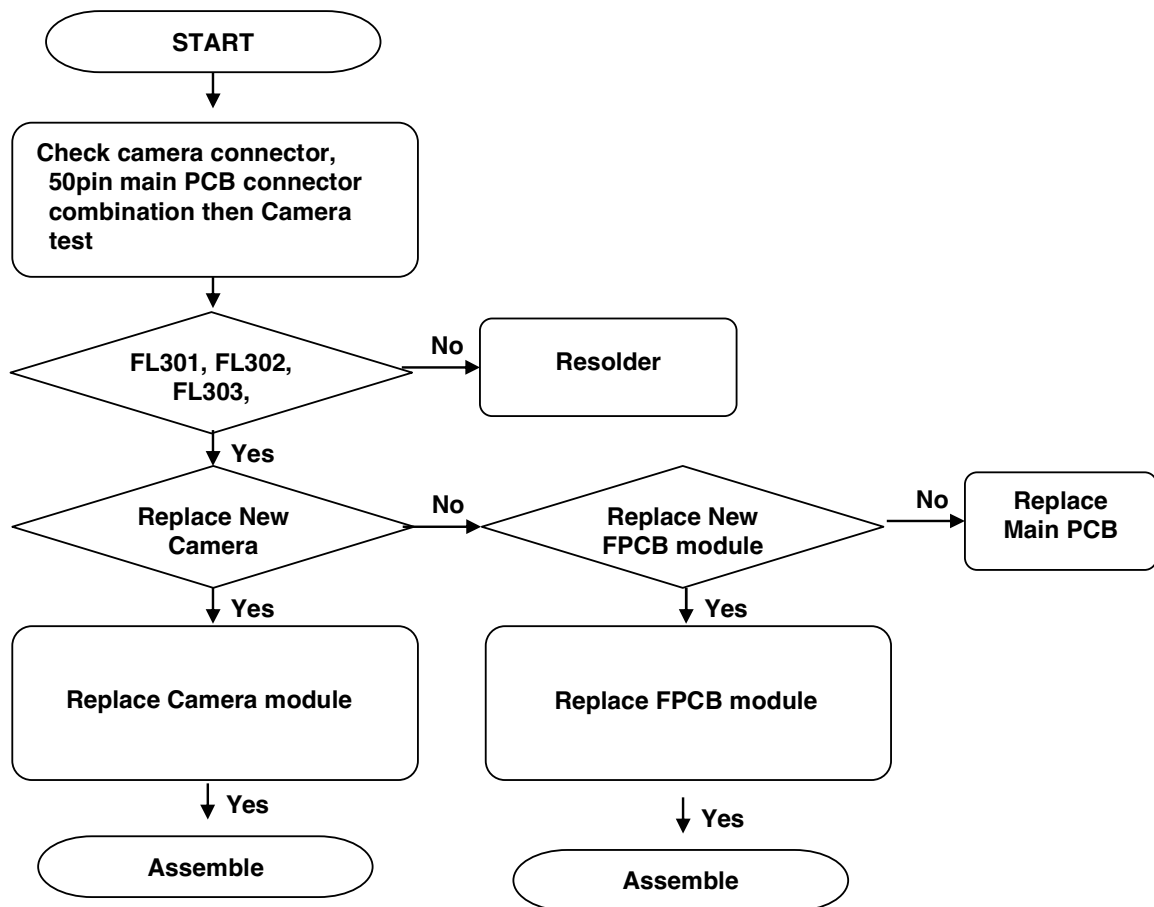 START
Check camera connector,
50pin main PCB connector
combination then Camera
test
FL301, FL302,
FL303,
No
Resolder
Yes
Replace New
Camera
No
Replace New
FPCB module
No
Replace
Main PCB
Yes
Yes
Replace Camera module
Replace FPCB module
Yes
Yes
Assemble
Assemble